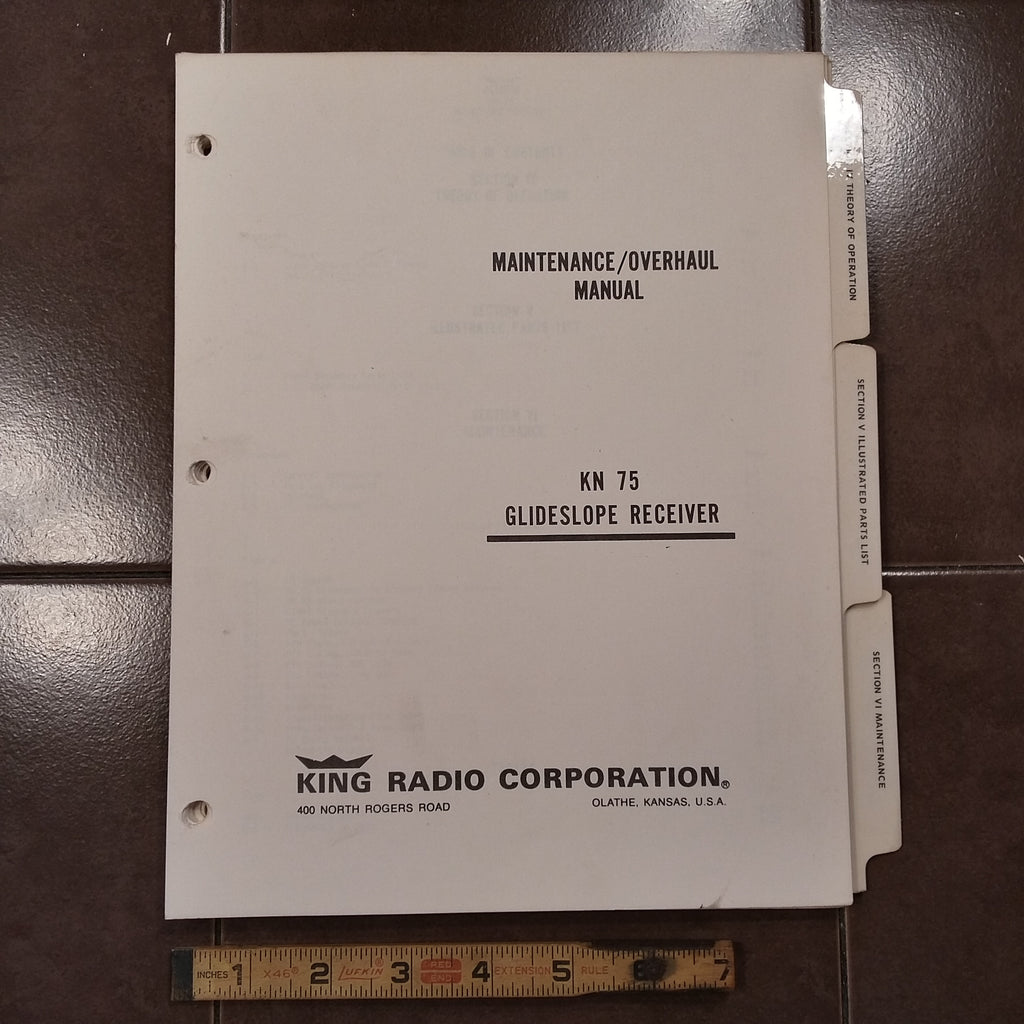 MAINTENANCE/OVERHAUL
MANUAL
KN 75
GLIDESLOPE RECEIVER
KING RADIO CORPORATION®
400 NORTH ROGERS ROAD OLATHE, KANSAS, U.S.A.
THEORY OF OPERATION
SECTION V ILLUSTRATED PARTS LIST
SECTION VI MAINTENANCE
INCHES 1 X46® 2 LUFKIN® 3 RED END 4 EXTENSION 5 RULE 7